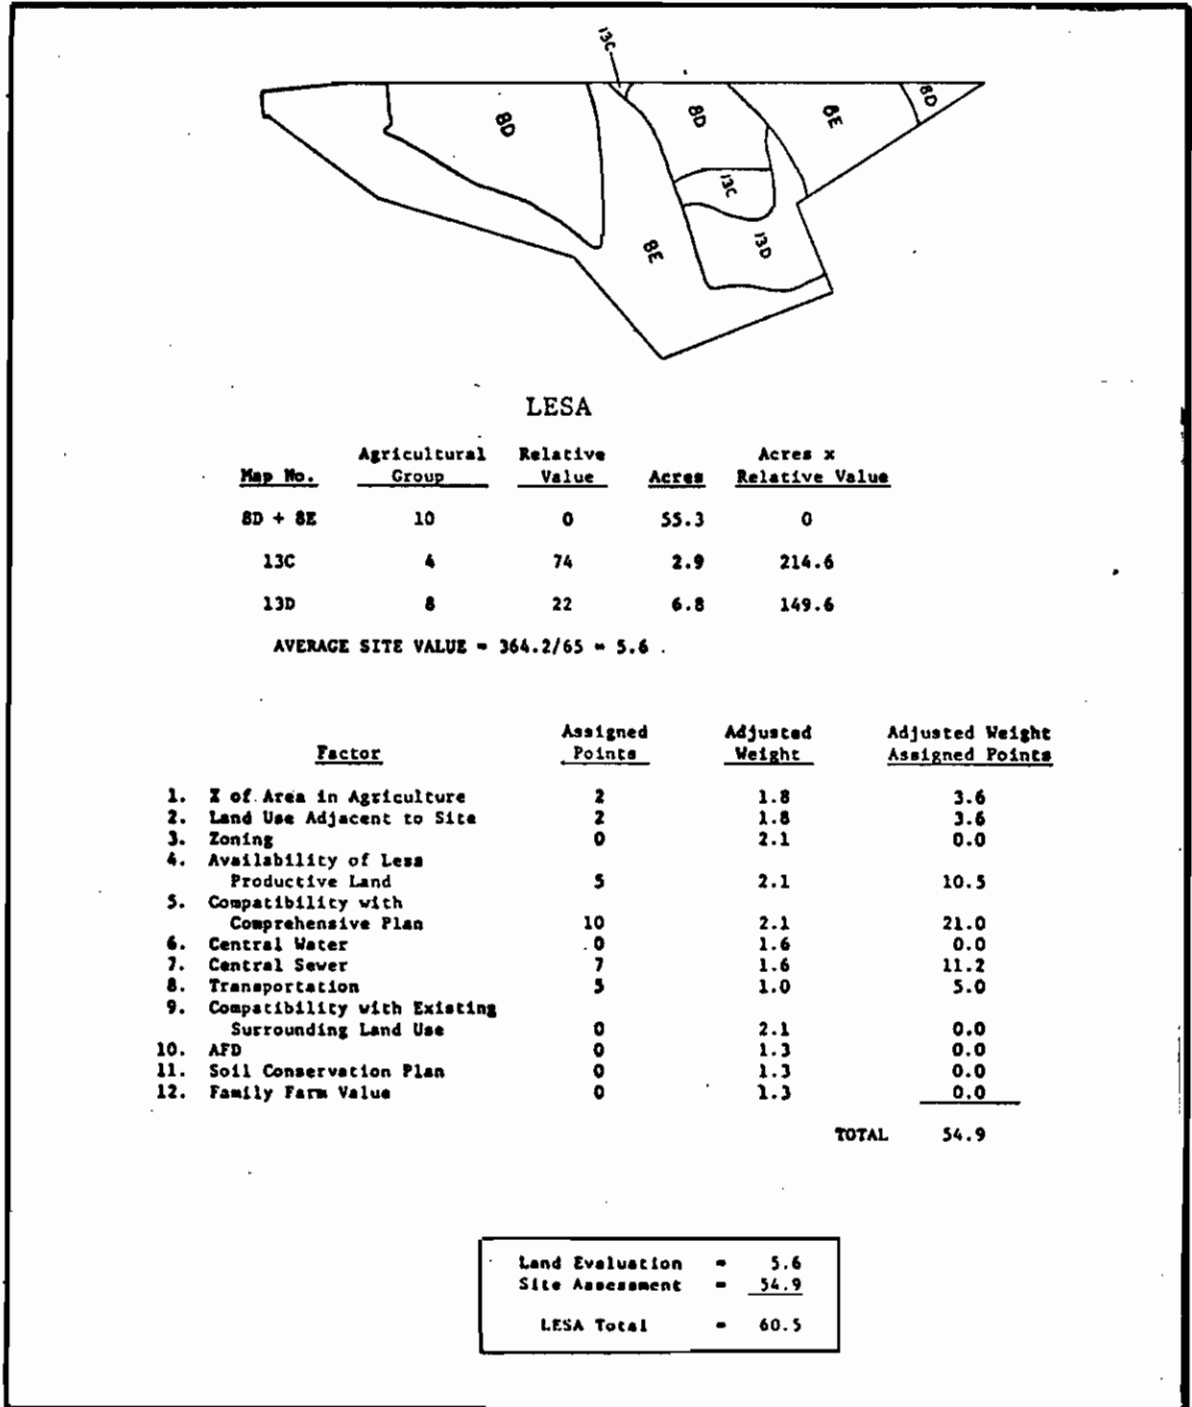 13C
8D
8D
8E
8D
13C
8E
13D
LESA
Agricultural Relative Acres x
Map No. Group Value Acres Relative Value
8D + 8E 10 0 55.3 0
13C 4 74 2.9 214.6
13D 8 22 6.8 149.6
AVERAGE SITE VALUE = 364.2/65 = 5.6 .
Assigned Adjusted Adjusted Weight
Factor Points Weight Assigned Points
1. % of Area in Agriculture 2 1.8 3.6
2. Land Use Adjacent to Site 2 1.8 3.6
3. Zoning 0 2.1 0.0
4. Availability of Less
Productive Land 5 2.1 10.5
5. Compatibility with
Comprehensive Plan 10 2.1 21.0
6. Central Water 0 1.6 0.0
7. Central Sewer 7 1.6 11.2
8. Transportation 5 1.0 5.0
9. Compatibility with Existing
Surrounding Land Use 0 2.1 0.0
10. AFD 0 1.3 0.0
11. Soil Conservation Plan 0 1.3 0.0
12. Family Farm Value 0 1.3 0.0
TOTAL 54.9
Land Evaluation = 5.6
Site Assessment = 54.9
LESA Total = 60.5